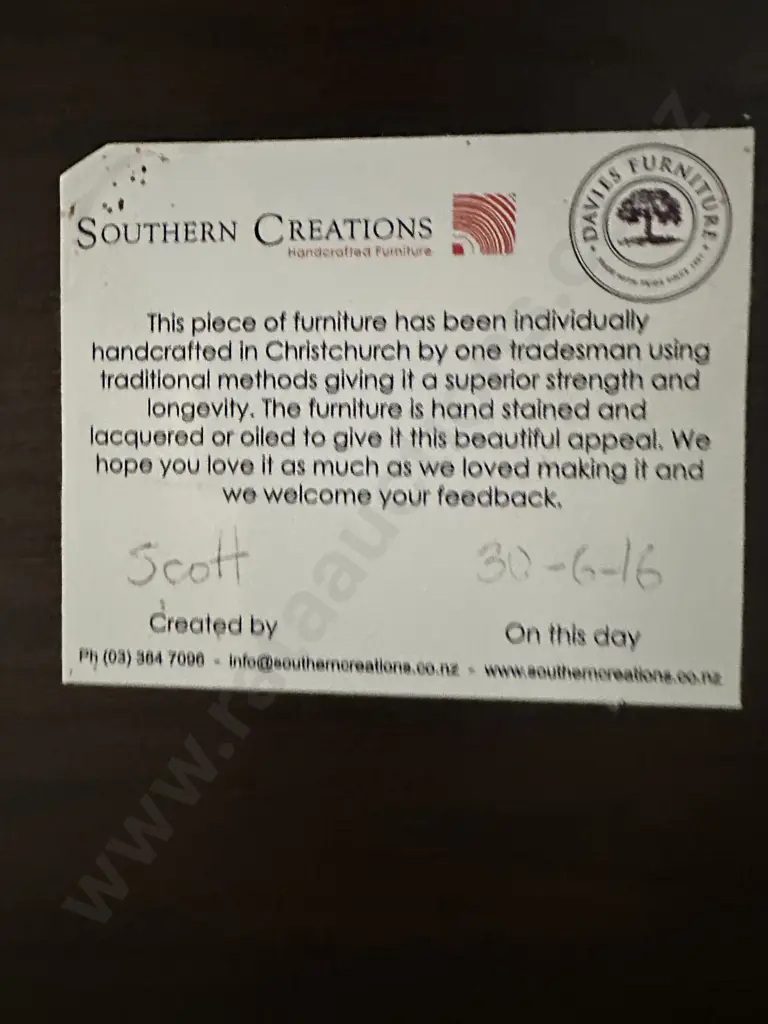 SOUTHERN CREATIONS
Handcrafted Furniture
DAVIES FURNITURE
This piece of furniture has been individually
handcrafted in Christchurch by one tradesman using
traditional methods giving it a superior strength and
longevity. The furniture is hand stained and
lacquered or oiled to give it this beautiful appeal. We
hope you love it as much as we loved making it and
we welcome your feedback.
Scott 30-6-16
Created by On this day
Ph (03) 364 7096 - info@southerncreations.co.nz - www.southerncreations.co.nz